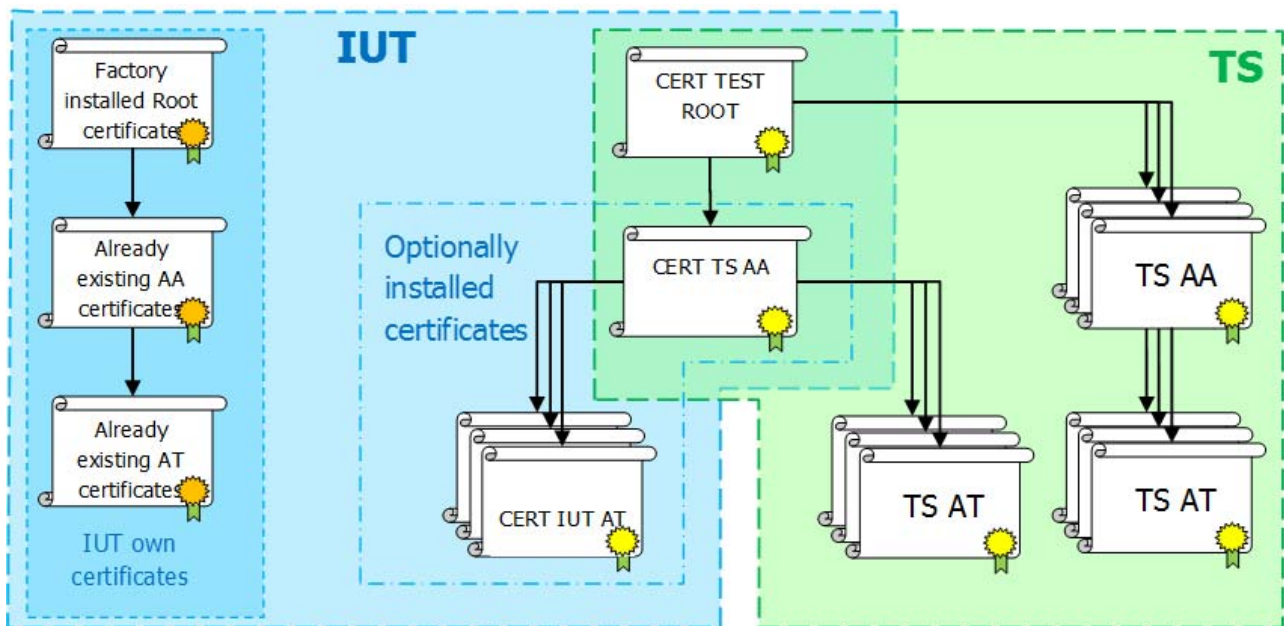 IUT
TS
Factory
installed Root
certificates
CERT TEST
ROOT
Already
existing AA
certificates
Optionally
installed
certificates
CERT TS AA
TS AA
Already
existing AT
certificates
CERT IUT AT
TS AT
TS AT
IUT own
certificates